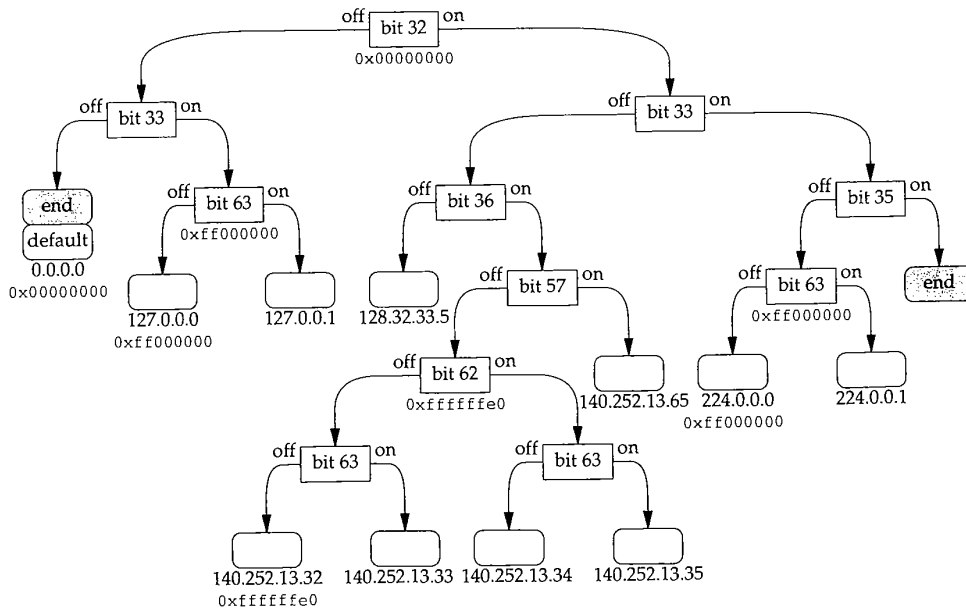 off bit 32 on
0x00000000
off bit 33 on
off bit 33 on
end
default
0.0.0.0
0x00000000
off bit 63 on
0xff000000
off bit 36 on
off bit 35 on
127.0.0.0
0xff000000
127.0.0.1
128.32.33.5
off bit 57 on
off bit 63 on
0xff000000
end
off bit 62 on
0xffffffe0
140.252.13.65
224.0.0.0
0xff000000
224.0.0.1
off bit 63 on
off bit 63 on
140.252.13.32
0xffffffe0
140.252.13.33
140.252.13.34
140.252.13.35